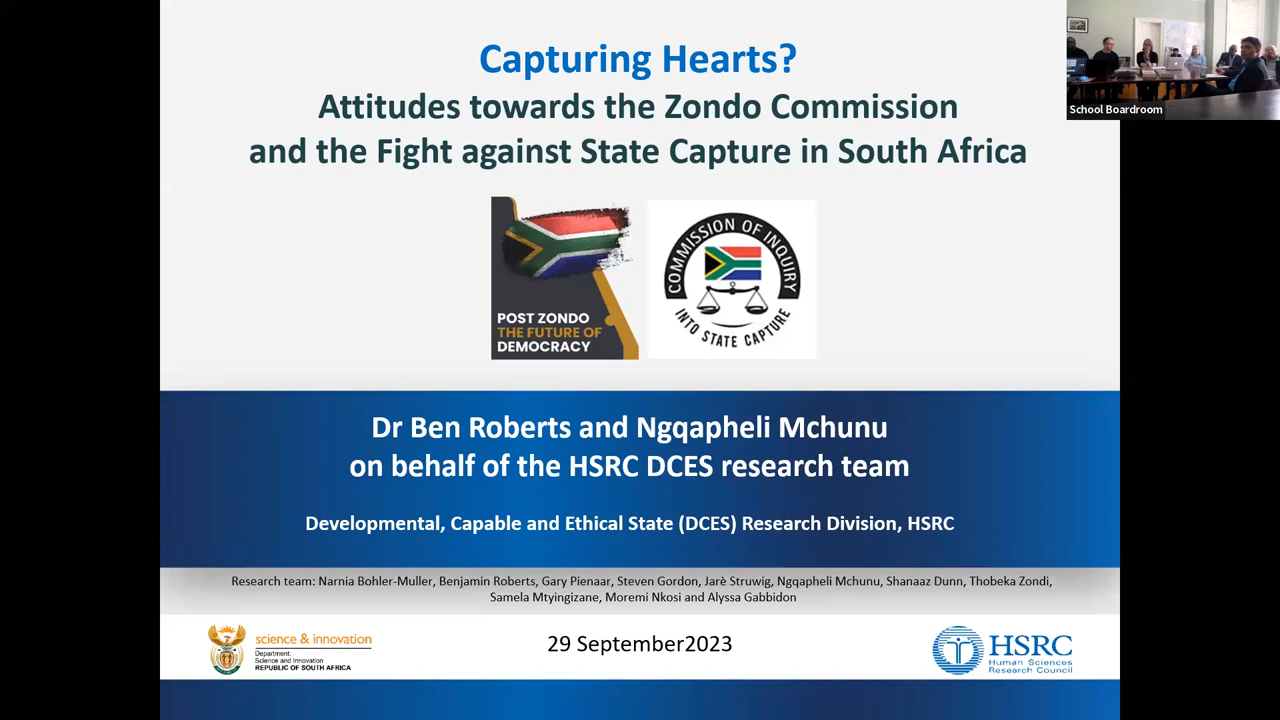 Capturing Hearts?
Attitudes towards the Zondo Commission
and the Fight against State Capture in South Africa
School Boardroom
POST ZONDO
THE FUTURE OF
DEMOCRACY
COMMISSION OF INQUIRY
INTO STATE CAPTURE
Dr Ben Roberts and Ngqapheli Mchunu
on behalf of the HSRC DCES research team
Developmental, Capable and Ethical State (DCES) Research Division, HSRC
Research team: Narnia Bohler-Muller, Benjamin Roberts, Gary Pienaar, Steven Gordon, Jarè Struwig, Ngqapheli Mchunu, Shanaaz Dunn, Thobeka Zondi,
Samela Mtyingizane, Moremi Nkosi and Alyssa Gabbidon
science & innovation
Department:
Science and Innovation
REPUBLIC OF SOUTH AFRICA
29 September2023
HSRC
Human Sciences
Research Council